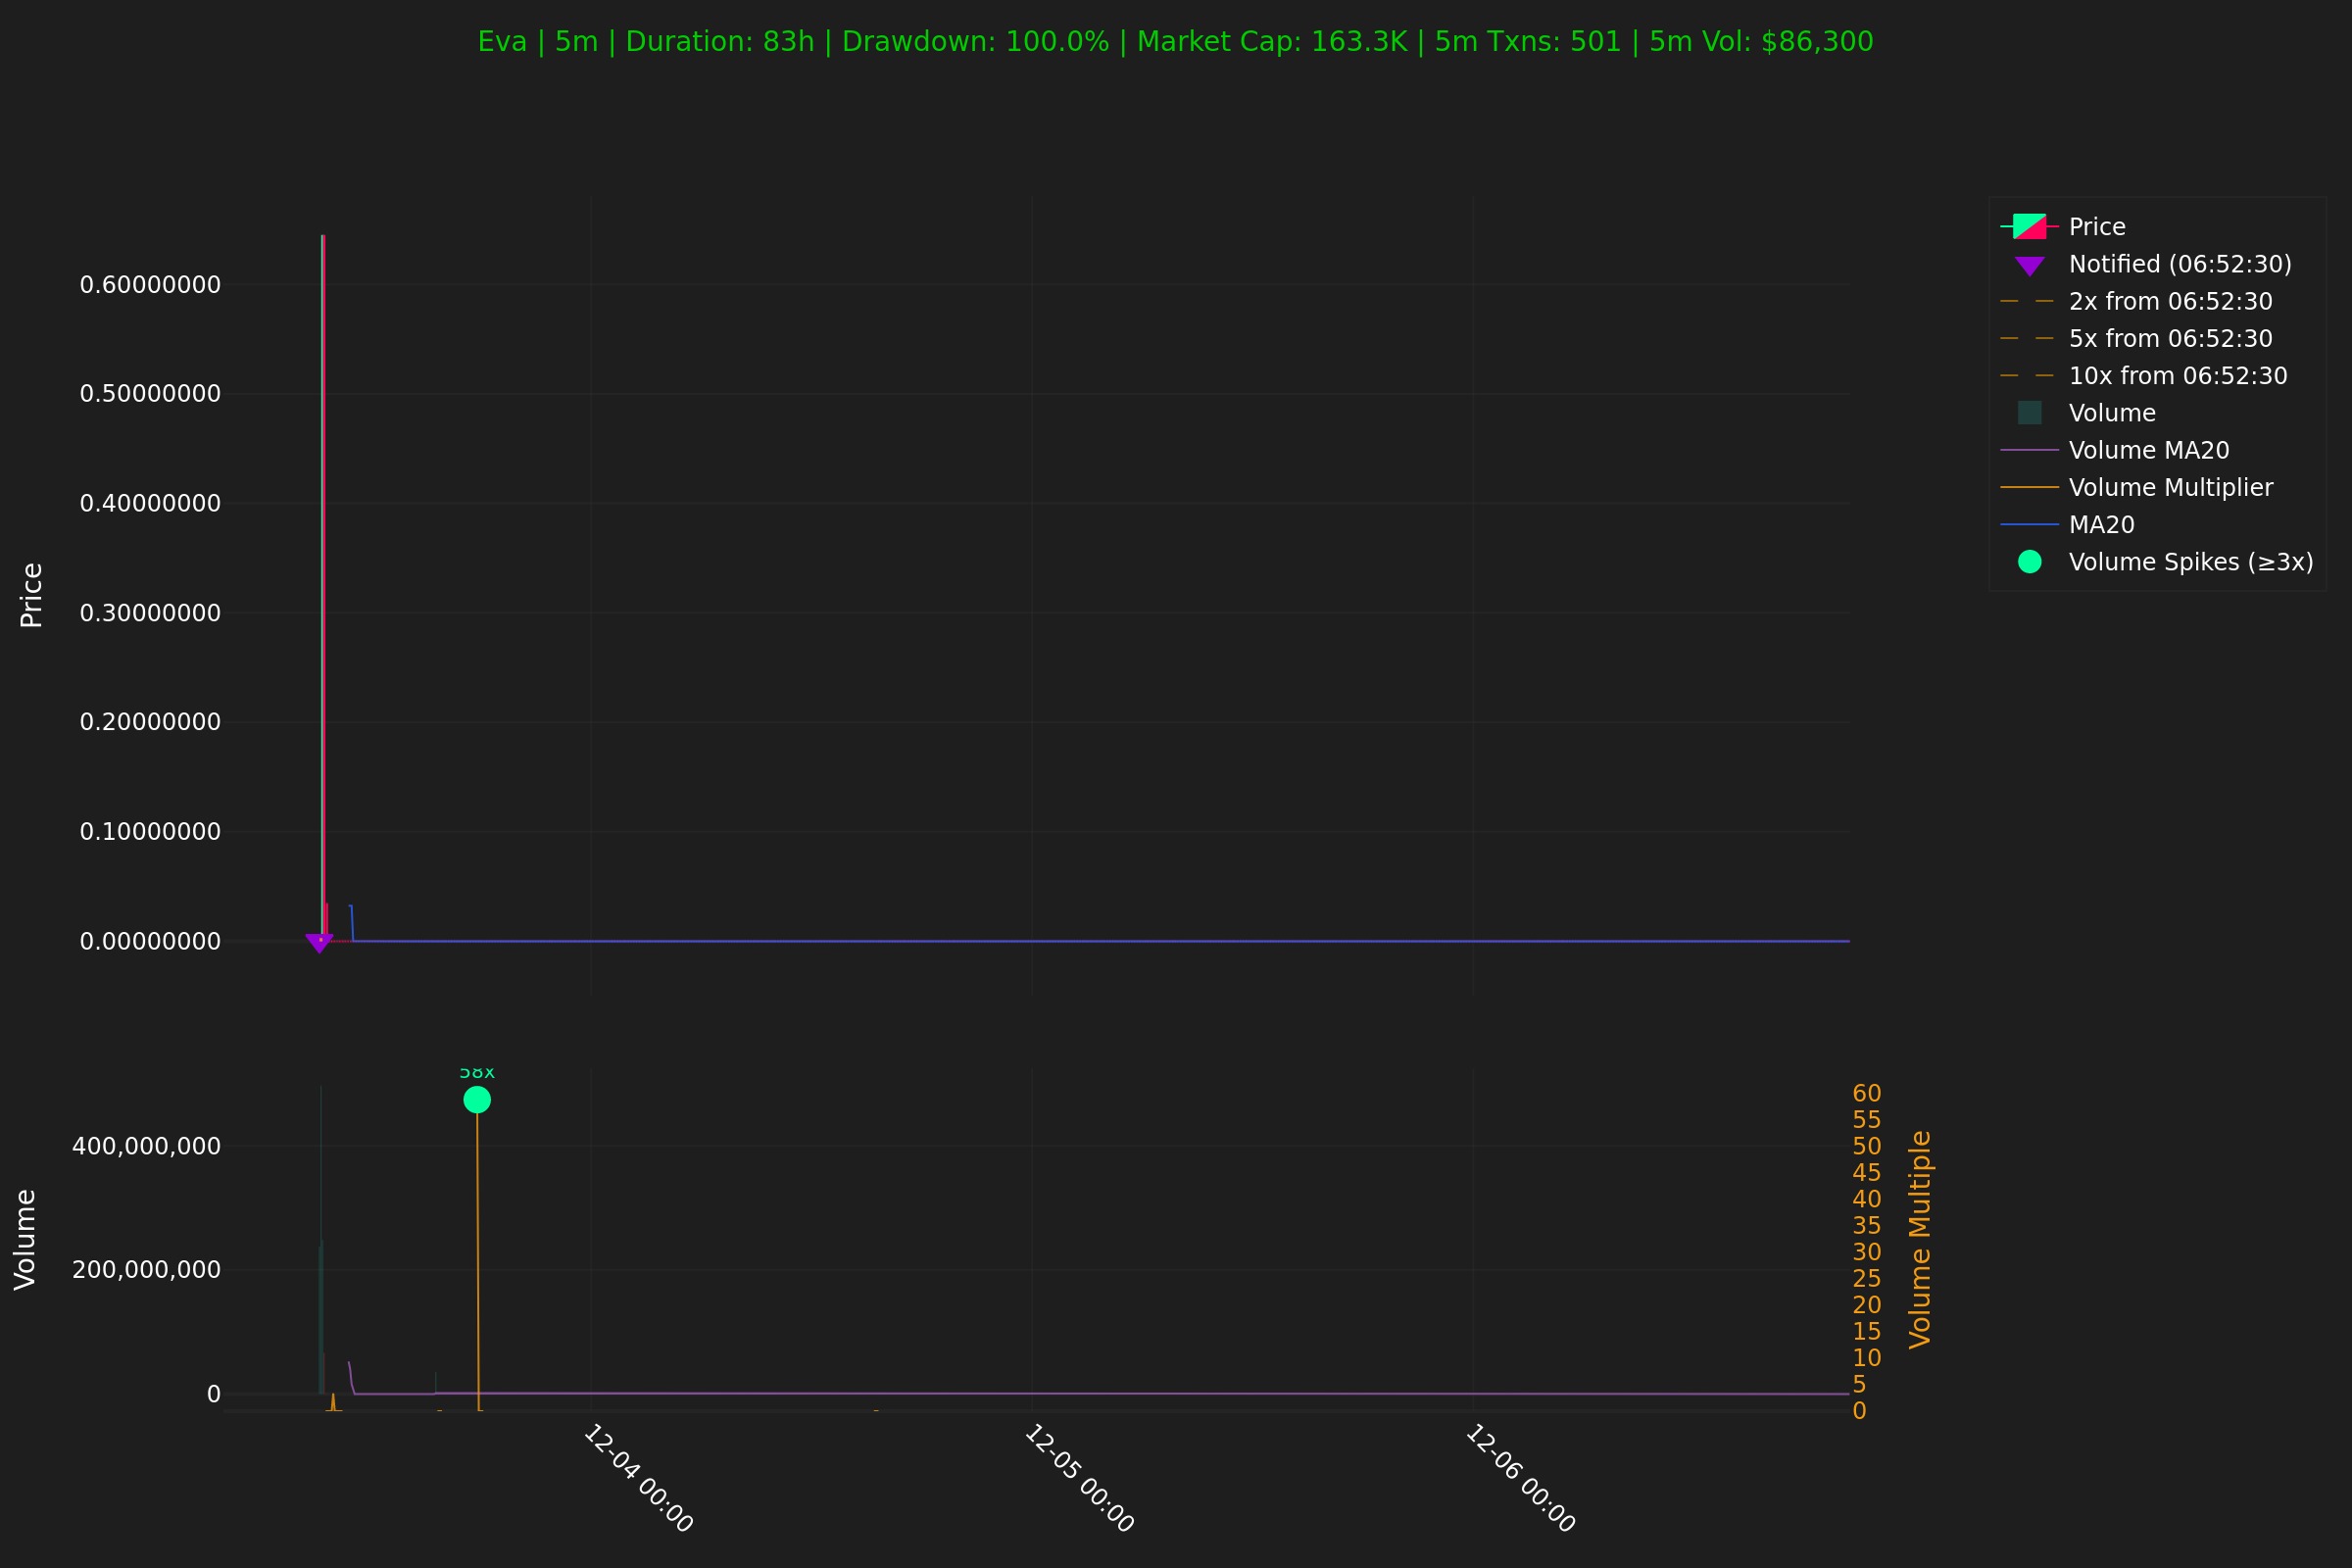 Eva | 5m | Duration: 83h | Drawdown: 100.0% | Market Cap: 163.3K | 5m Txns: 501 | 5m Vol: $86,300
Price
0.60000000
0.50000000
0.40000000
0.30000000
0.20000000
0.10000000
0.00000000
Price
Notified (06:52:30)
2x from 06:52:30
5x from 06:52:30
10x from 06:52:30
Volume
Volume MA20
Volume Multiplier
MA20
Volume Spikes (≥3x)
58x
Volume
400,000,000
200,000,000
0
60
55
50
45
40
35
30
25
20
15
10
5
0
Volume Multiple
12-04 00:00
12-05 00:00
12-06 00:00